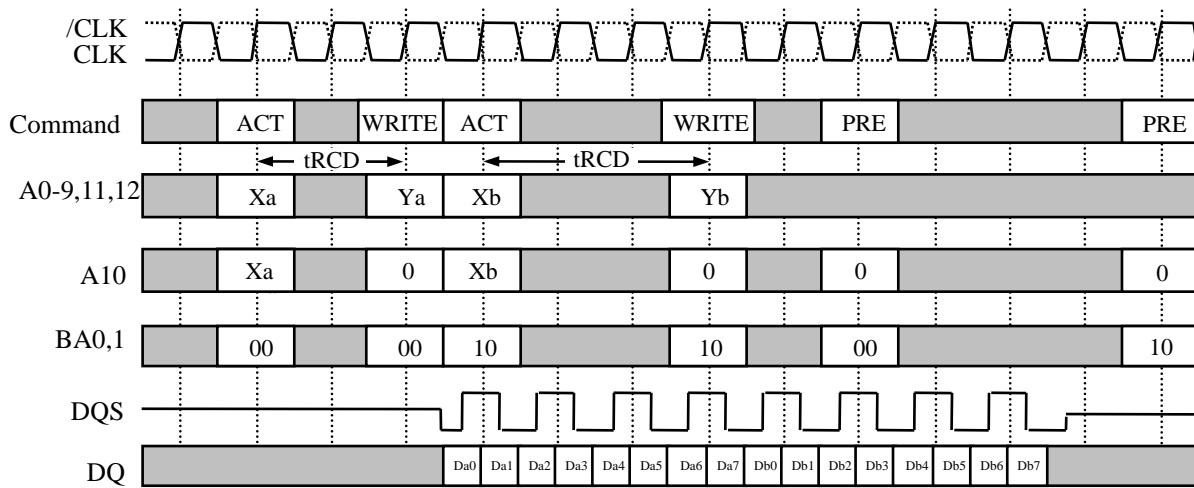 /CLK
CLK
Command ACT WRITE ACT WRITE PRE PRE
tRCD tRCD
A0-9,11,12 Xa Ya Xb Yb
A10 Xa 0 Xb 0 0 0
BA0,1 00 00 10 10 00 10
DQS
DQ Da0 Da1 Da2 Da3 Da4 Da5 Da6 Da7 Db0 Db1 Db2 Db3 Db4 Db5 Db6 Db7